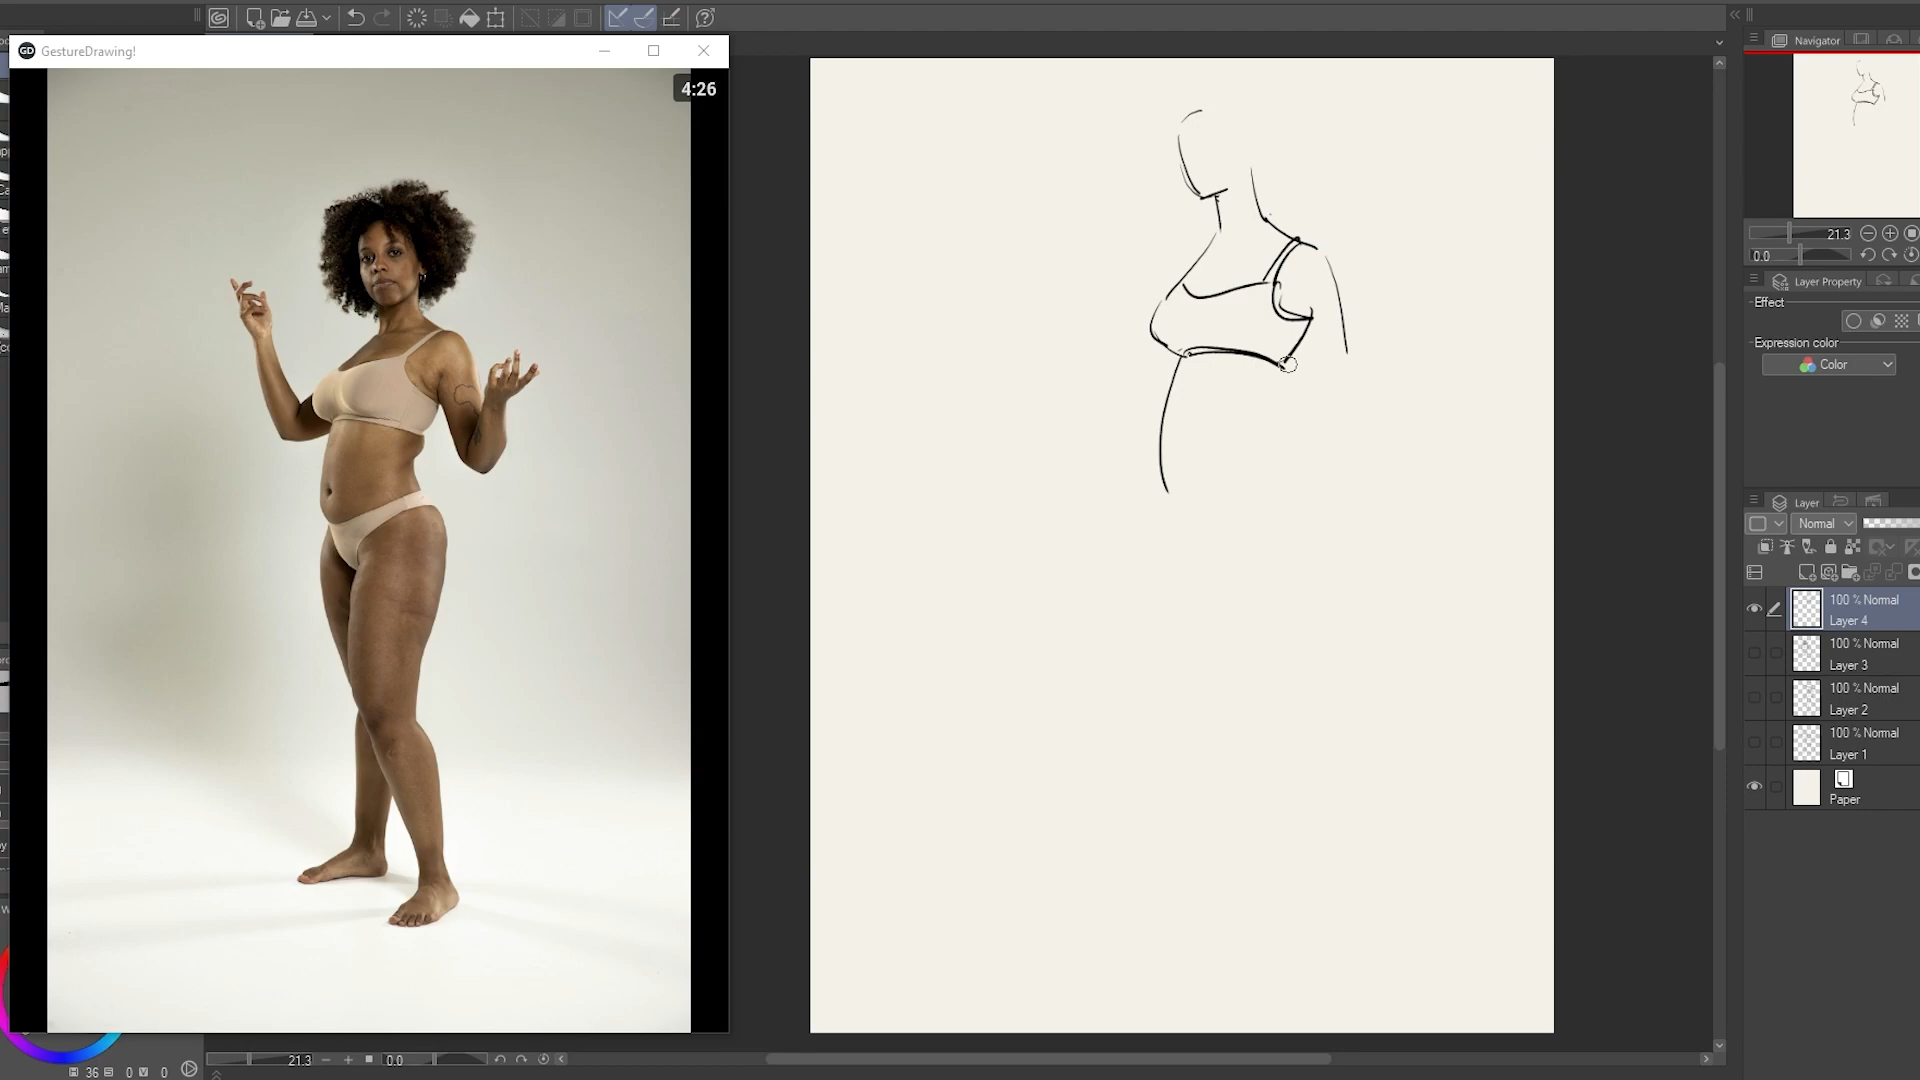 GD GestureDrawing!
4:26
Navigator
21.3
0.0
Layer Property
Effect
Expression color
Color
Layer
Normal
100 % Normal
Layer 4
100 % Normal
Layer 3
100 % Normal
Layer 2
100 % Normal
Layer 1
Paper
21.3
0.0
H 36 S 0 V 0